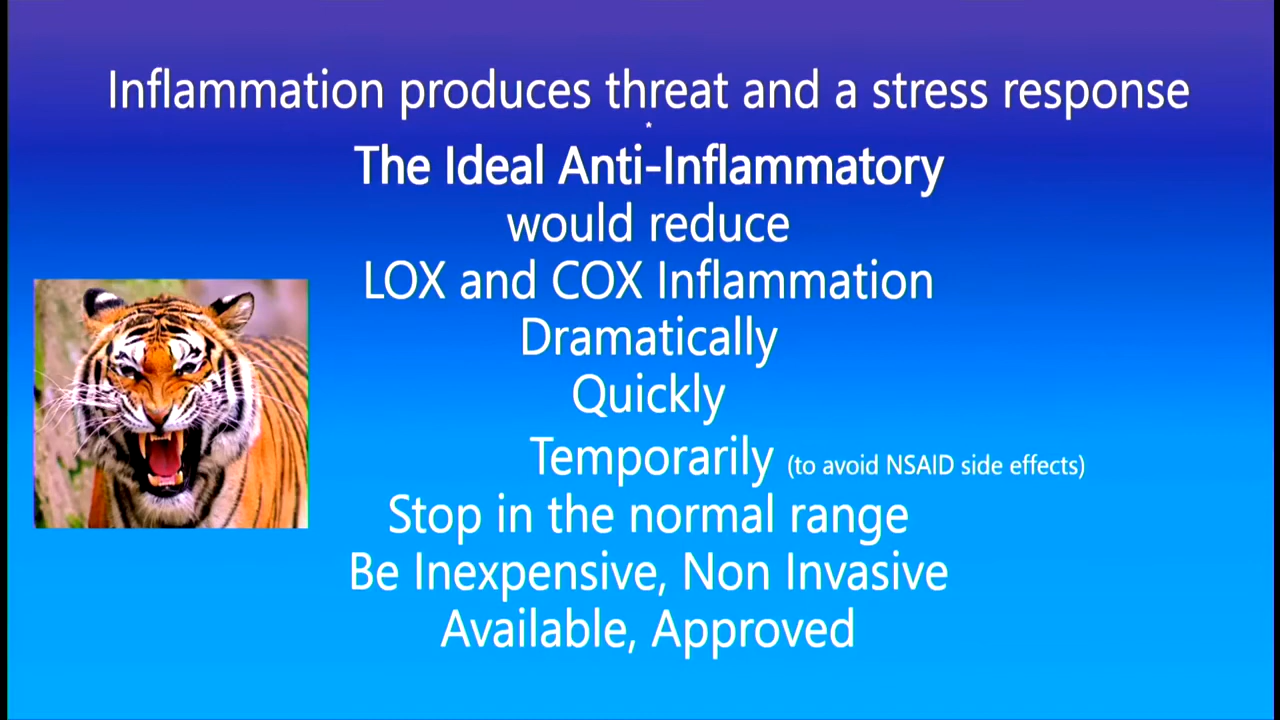 Inflammation produces threat and a stress response
*
The Ideal Anti-Inflammatory
would reduce
LOX and COX Inflammation
Dramatically
Quickly
Temporarily (to avoid NSAID side effects)
Stop in the normal range
Be Inexpensive, Non Invasive
Available, Approved